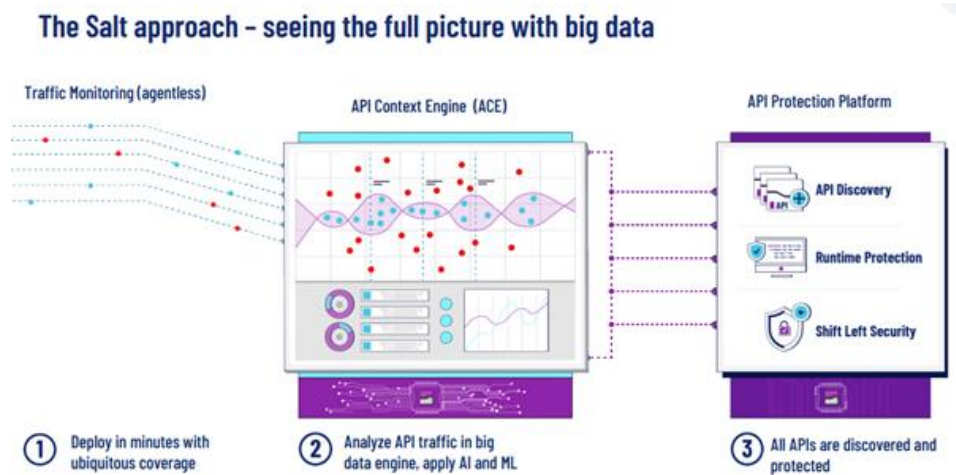 The Salt approach – seeing the full picture with big data
Traffic Monitoring (agentless)
API Context Engine (ACE)
API Protection Platform
API
API Discovery
Runtime Protection
Shift Left Security
1
Deploy in minutes with
ubiquitous coverage
2
Analyze API traffic in big
data engine, apply AI and ML
3
All APIs are discovered and
protected